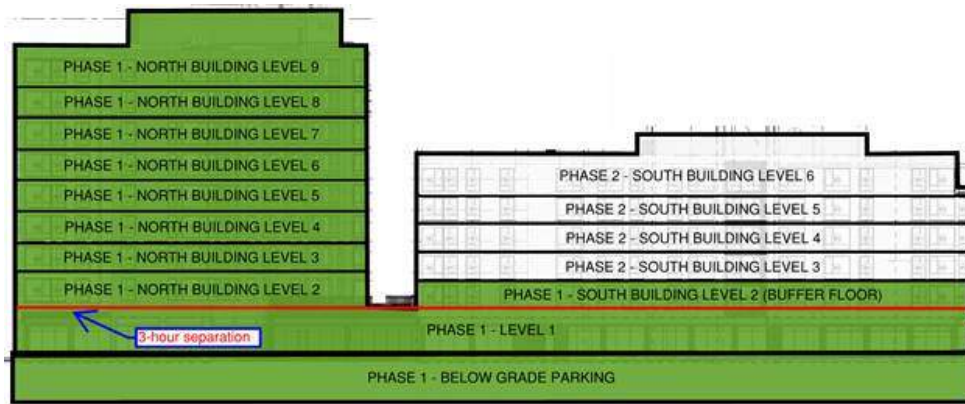 PHASE 1 - NORTH BUILDING LEVEL 9
PHASE 1 - NORTH BUILDING LEVEL 8
PHASE 1 - NORTH BUILDING LEVEL 7
PHASE 1 - NORTH BUILDING LEVEL 6
PHASE 1 - NORTH BUILDING LEVEL 5
PHASE 1 - NORTH BUILDING LEVEL 4
PHASE 1 - NORTH BUILDING LEVEL 3
PHASE 1 - NORTH BUILDING LEVEL 2
PHASE 2 - SOUTH BUILDING LEVEL 6
PHASE 2 - SOUTH BUILDING LEVEL 5
PHASE 2 - SOUTH BUILDING LEVEL 4
PHASE 2 - SOUTH BUILDING LEVEL 3
PHASE 1 - SOUTH BUILDING LEVEL 2 (BUFFER FLOOR)
PHASE 1 - LEVEL 1
3-hour separation
PHASE 1 - BELOW GRADE PARKING